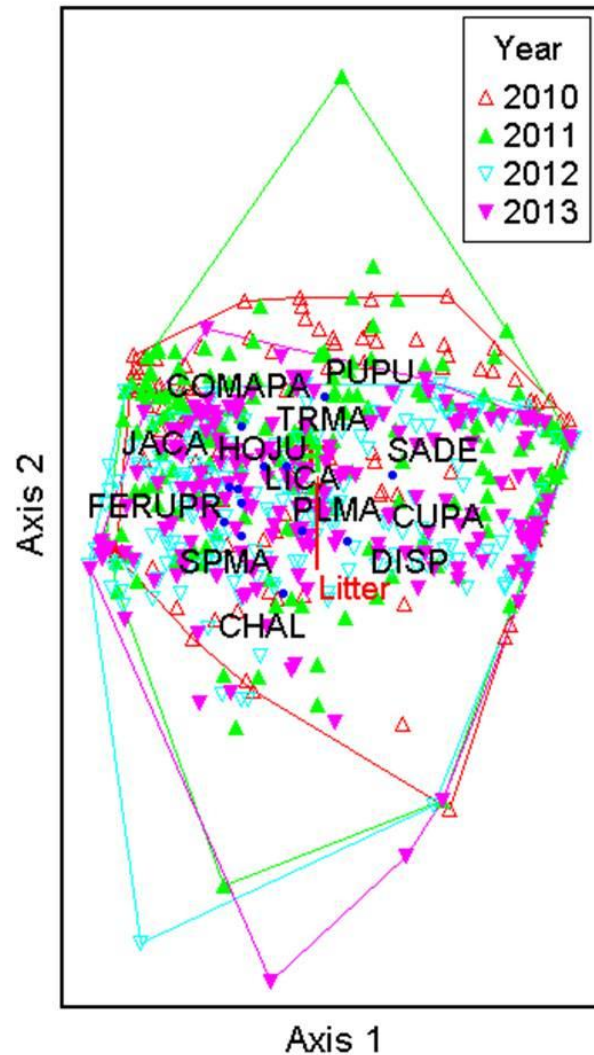 Year
2010
2011
2012
2013
COMAPA
PUPU
TRMA
JACA
HOJU
SADE
LICA
FERUPR
PLMA
CUPA
SPMA
DISP
Litter
CHAL
Axis 2
Axis 1